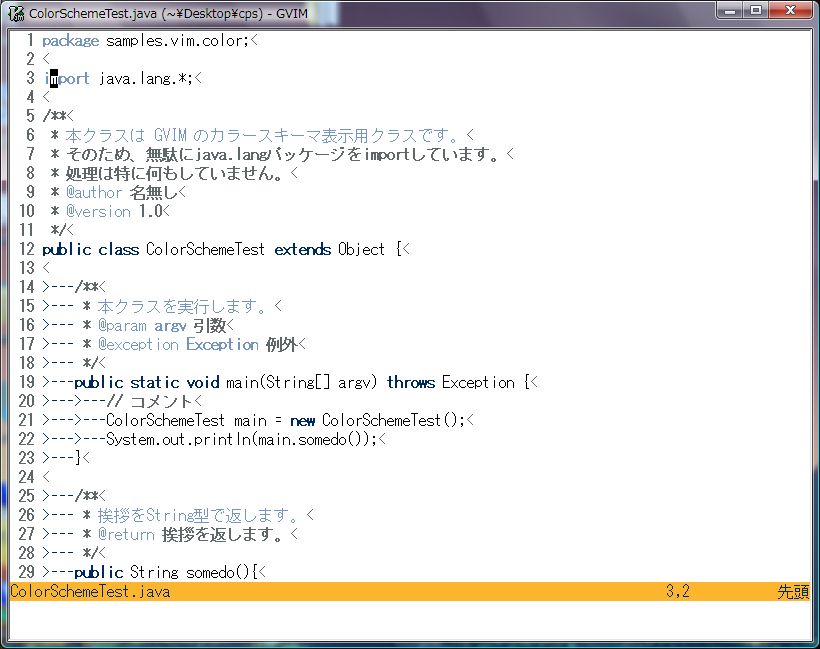 ColorSchemeTest.java (~¥Desktop¥cps) - GVIM
1 package samples.vim.color;<
2 <
3 import java.lang.*;<
4 <
5 /**<
6  * 本クラスは GVIM のカラースキーマ表示用クラスです。<
7  * そのため、無駄にjava.langパッケージをimportしています。<
8  * 処理は特に何もしていません。<
9  * @author 名無し<
10  * @version 1.0<
11  */<
12 public class ColorSchemeTest extends Object {<
13 <
14 >---/**<
15 >--- * 本クラスを実行します。<
16 >--- * @param argv 引数<
17 >--- * @exception Exception 例外<
18 >--- */<
19 >---public static void main(String[] argv) throws Exception {<
20 >--->---// コメント<
21 >--->---ColorSchemeTest main = new ColorSchemeTest();<
22 >--->---System.out.println(main.somedo());<
23 >---}<
24 <
25 >---/**<
26 >--- * 挨拶をString型で返します。<
27 >--- * @return 挨拶を返します。<
28 >--- */<
29 >---public String somedo(){<
ColorSchemeTest.java 3,2 先頭